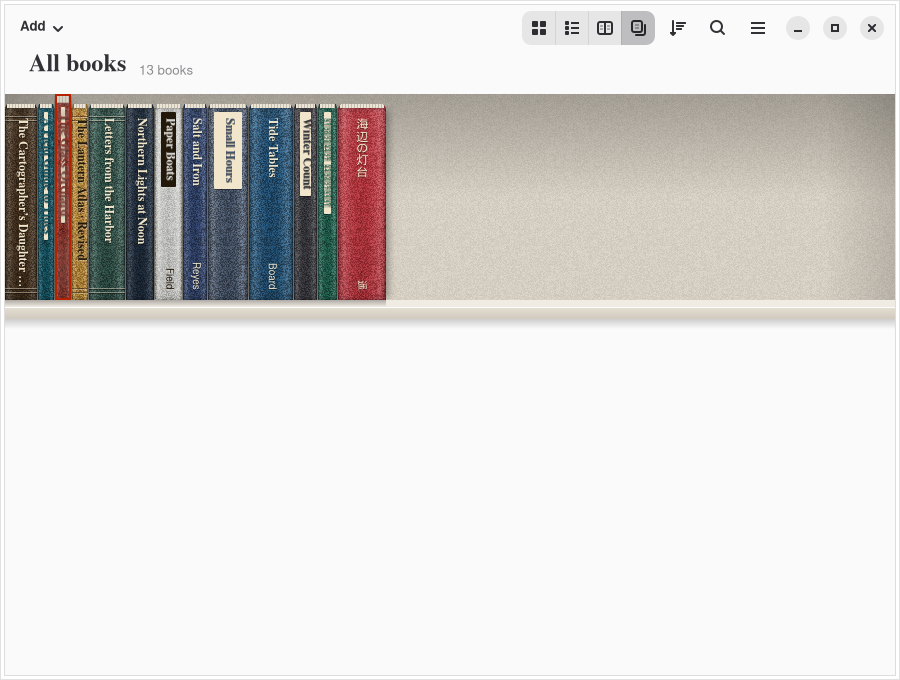 Add
All books
13 books
The Cartographer's Daughter …
The Lantern Atlas · Revised
Letters from the Harbor
Northern Lights at Noon
Paper Boats
Field
Salt and Iron
Reyes
Small Hours
Tide Tables
Board
Winter Count
海辺の灯台